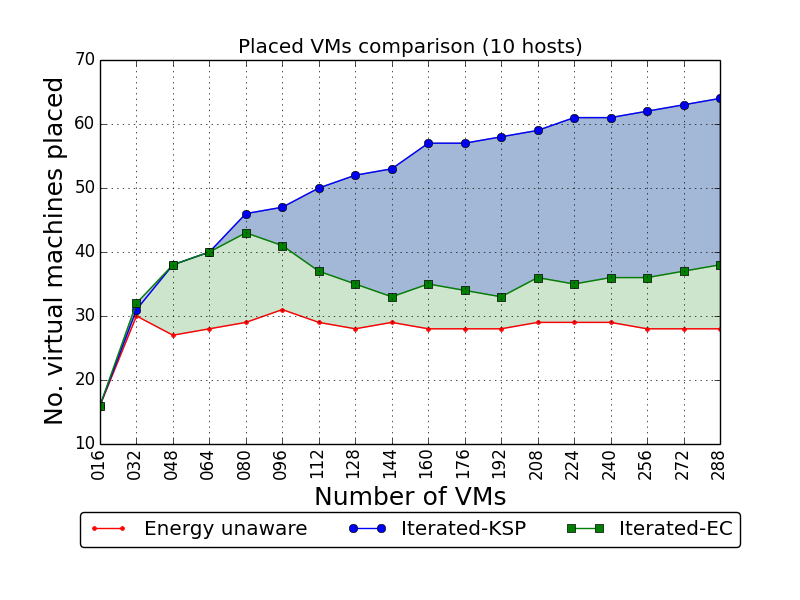 Placed VMs comparison (10 hosts)
No. virtual machines placed
70
60
50
40
30
20
10
016 032 048 064 080 096 112 128 144 160 176 192 208 224 240 256 272 288
Number of VMs
Energy unaware Iterated-KSP Iterated-EC